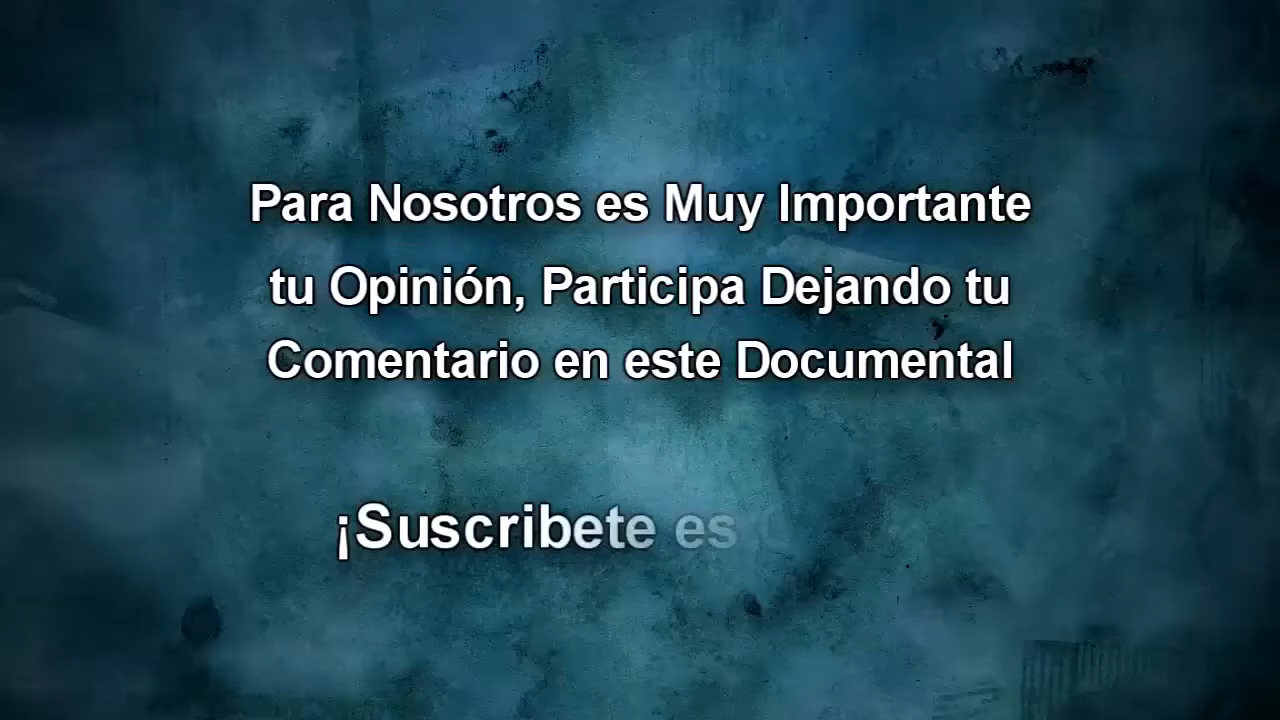 Para Nosotros es Muy Importante
tu Opinión, Participa Dejando tu
Comentario en este Documental
¡Suscribete es